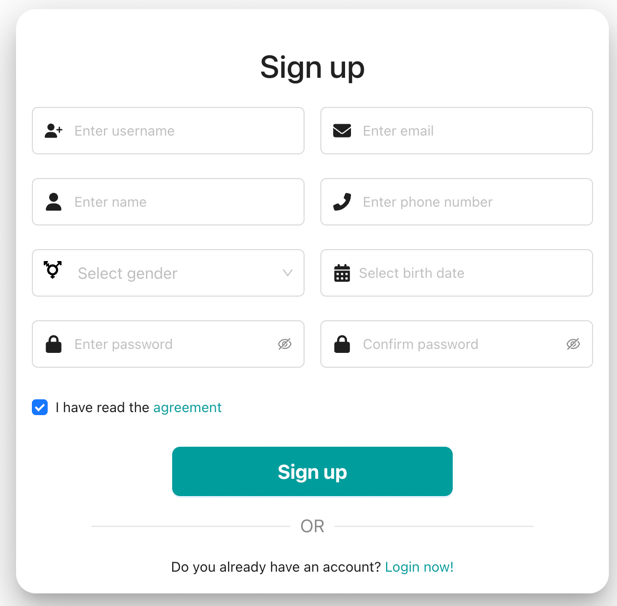 Sign up
Enter username
Enter email
Enter name
Enter phone number
Select gender
Select birth date
Enter password
Confirm password
I have read the agreement
Sign up
OR
Do you already have an account? Login now!